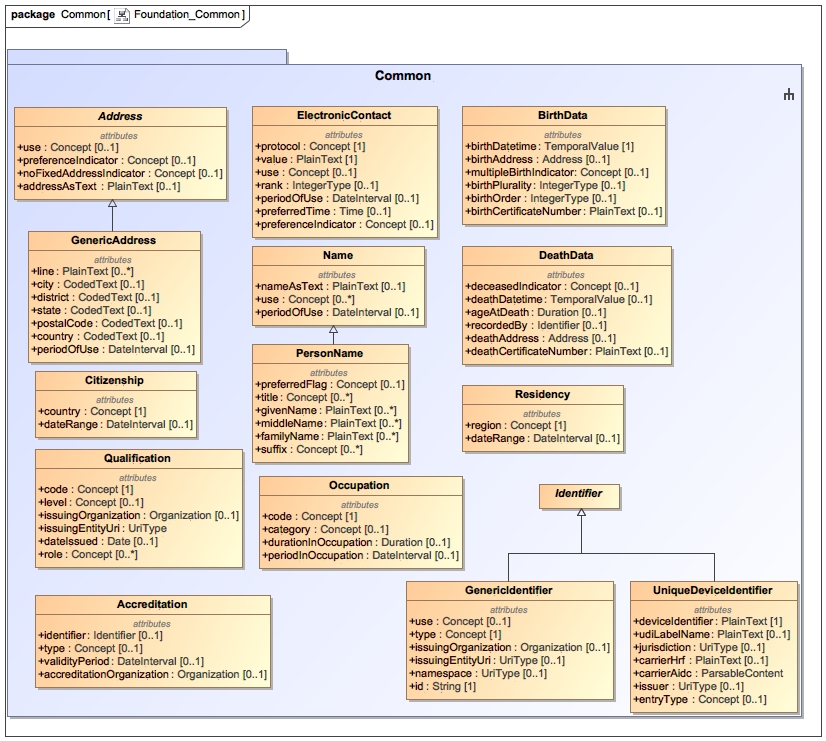 package Common[ Foundation_Common]
Common
Address
attributes
+use : Concept [0..1]
+preferenceIndicator : Concept [0..1]
+noFixedAddressIndicator : Concept [0..1]
+addressAsText : PlainText [0..1]
ElectronicContact
attributes
+protocol : Concept [1]
+value : PlainText [1]
+use : Concept [0..1]
+rank : IntegerType [0..1]
+periodOfUse : DateInterval [0..1]
+preferredTime : Time [0..1]
+preferenceIndicator : Concept [0..1]
BirthData
attributes
+birthDatetime : TemporalValue [1]
+birthAddress : Address [0..1]
+multipleBirthIndicator : Concept [0..1]
+birthPlurality : IntegerType [0..1]
+birthOrder : IntegerType [0..1]
+birthCertificateNumber : PlainText [0..1]
GenericAddress
attributes
+line : PlainText [0..*]
+city : CodedText [0..1]
+district : CodedText [0..1]
+state : CodedText [0..1]
+postalCode : CodedText [0..1]
+country : CodedText [0..1]
+periodOfUse : DateInterval [0..1]
Name
attributes
+nameAsText : PlainText [0..1]
+use : Concept [0..*]
+periodOfUse : DateInterval [0..1]
DeathData
attributes
+deceasedIndicator : Concept [0..1]
+deathDatetime : TemporalValue [0..1]
+ageAtDeath : Duration [0..1]
+recordedBy : Identifier [0..1]
+deathAddress : Address [0..1]
+deathCertificateNumber : PlainText [0..1]
PersonName
attributes
+preferredFlag : Concept [0..1]
+title : Concept [0..*]
+givenName : PlainText [0..*]
+middleName : PlainText [0..*]
+familyName : PlainText [0..*]
+suffix : Concept [0..*]
Citizenship
attributes
+country : Concept [1]
+dateRange : DateInterval [0..1]
Residency
attributes
+region : Concept [1]
+dateRange : DateInterval [0..1]
Qualification
attributes
+code : Concept [1]
+level : Concept [0..1]
+issuingOrganization : Organization [0..1]
+issuingEntityUri : UriType
+dateIssued : Date [0..1]
+role : Concept [0..*]
Occupation
attributes
+code : Concept [1]
+category : Concept [0..1]
+durationInOccupation : Duration [0..1]
+periodInOccupation : DateInterval [0..1]
Identifier
Accreditation
attributes
+identifier : Identifier [0..1]
+type : Concept [0..1]
+validityPeriod : DateInterval [0..1]
+accreditationOrganization : Organization [0..1]
GenericIdentifier
attributes
+use : Concept [0..1]
+type : Concept [1]
+issuingOrganization : Organization [0..1]
+issuingEntityUri : UriType [0..1]
+namespace : UriType [0..1]
+id : String [1]
UniqueDeviceIdentifier
attributes
+deviceIdentifier : PlainText [1]
+udiLabelName : PlainText [0..1]
+jurisdiction : UriType [0..1]
+carrierHrf : PlainText [0..1]
+carrierAidc : ParsableContent
+issuer : UriType [0..1]
+entryType : Concept [0..1]